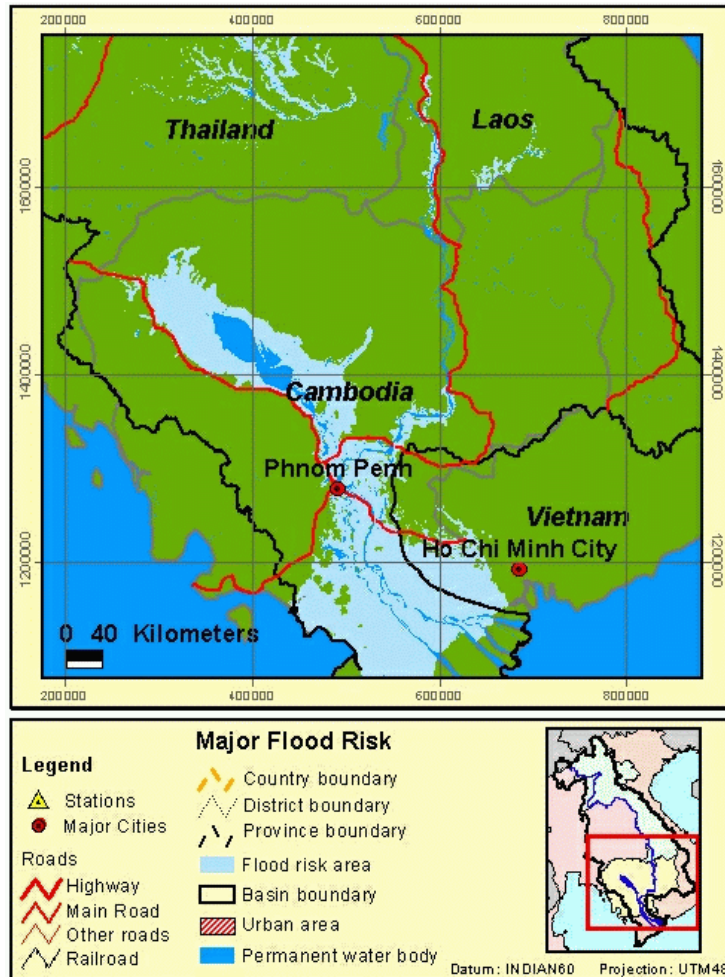 200000 400000 600000 800000
Thailand
Laos
1600000 1600000
1400000 1400000
Cambodia
Phnom Penh
Vietnam
Ho Chi Minh City
1200000 1200000
0 40 Kilometers
200000 400000 600000 800000
Major Flood Risk
Legend
Stations
Major Cities
Roads
Highway
Main Road
Other roads
Railroad
Country boundary
District boundary
Province boundary
Flood risk area
Basin boundary
Urban area
Permanent water body
Datum: INDIAN60 Projection: UTM48